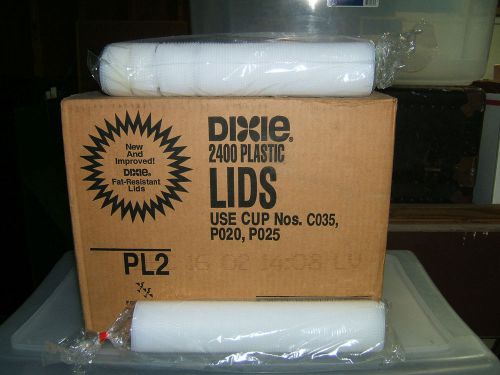 New
And
Improved!
DIXIE®
Fat-Resistant
Lids
DIXIE®
2400 PLASTIC
LIDS
USE CUP Nos. C035,
P020, P025
PL2